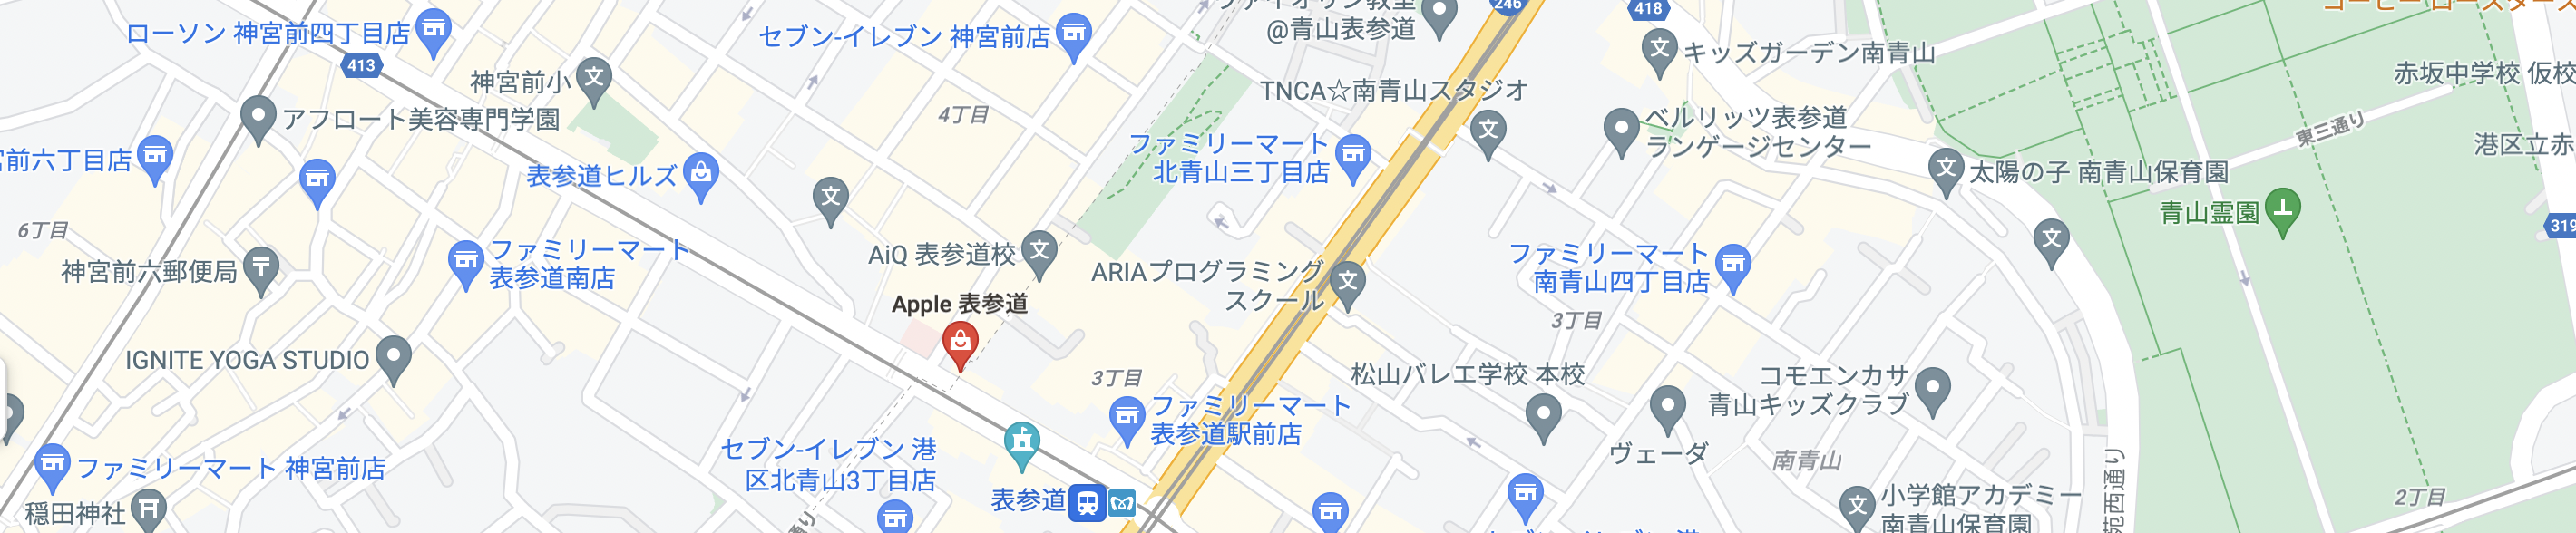 ローソン 神宮前四丁目店
413
神宮前小
アフロート美容専門学園
前六丁目店
表参道ヒルズ
6丁目
神宮前六郵便局
ファミリーマート
表参道南店
IGNITE YOGA STUDIO
ファミリーマート 神宮前店
穏田神社
セブン-イレブン 神宮前店
4丁目
@青山表参道
246
TNCA☆南青山スタジオ
ファミリーマート
北青山三丁目店
AiQ 表参道校
Apple 表参道
ARIAプログラミング
スクール
3丁目
ファミリーマート
表参道駅前店
セブン-イレブン 港
区北青山3丁目店
表参道
418
キッズガーデン南青山
ベルリッツ表参道
ランゲージセンター
太陽の子 南青山保育園
ファミリーマート
南青山四丁目店
3丁目
松山バレエ学校 本校
コモエンカサ
青山キッズクラブ
ヴェーダ
南青山
小学館アカデミー
南青山保育園
苑西通り
赤坂中学校 仮校
東三通り
港区立赤
青山霊園
319
2丁目